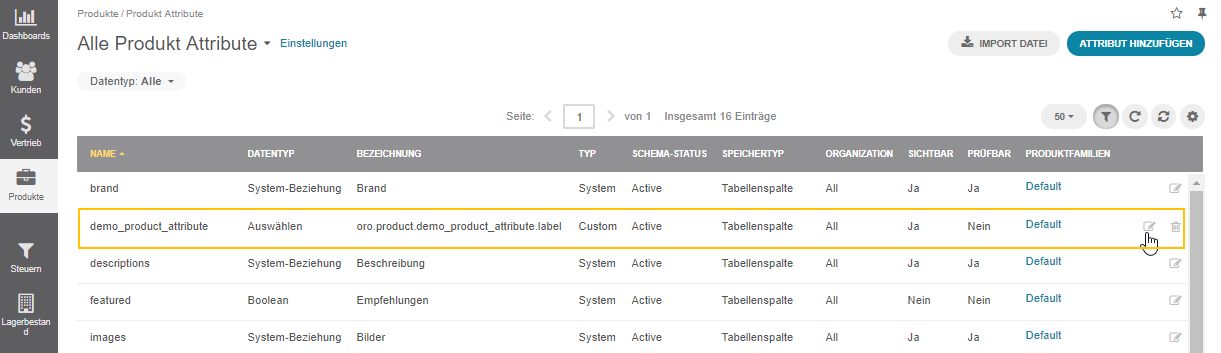 Dashboards
Kunden
Vertrieb
Produkte
Steuern
Lagerbestan
d
Produkte / Produkt Attribute
Alle Produkt Attribute Einstellungen
IMPORT DATEI ATTRIBUT HINZUFÜGEN
Datentyp: Alle
Seite: 1 von 1 Insgesamt 16 Einträge 50
NAME DATENTYP BEZEICHNUNG TYP SCHEMA-STATUS SPEICHERTYP ORGANIZATION SICHTBAR PRÜFBAR PRODUKTFAMILIEN
brand System-Beziehung Brand System Active Tabellenspalte All Ja Ja Default
demo_product_attribute Auswählen oro.product.demo_product_attribute.label Custom Active Tabellenspalte All Ja Nein Default
descriptions System-Beziehung Beschreibung System Active Tabellenspalte All Ja Ja Default
featured Boolean Empfehlungen System Active Tabellenspalte All Nein Nein Default
images System-Beziehung Bilder System Active Tabellenspalte All Ja Ja Default